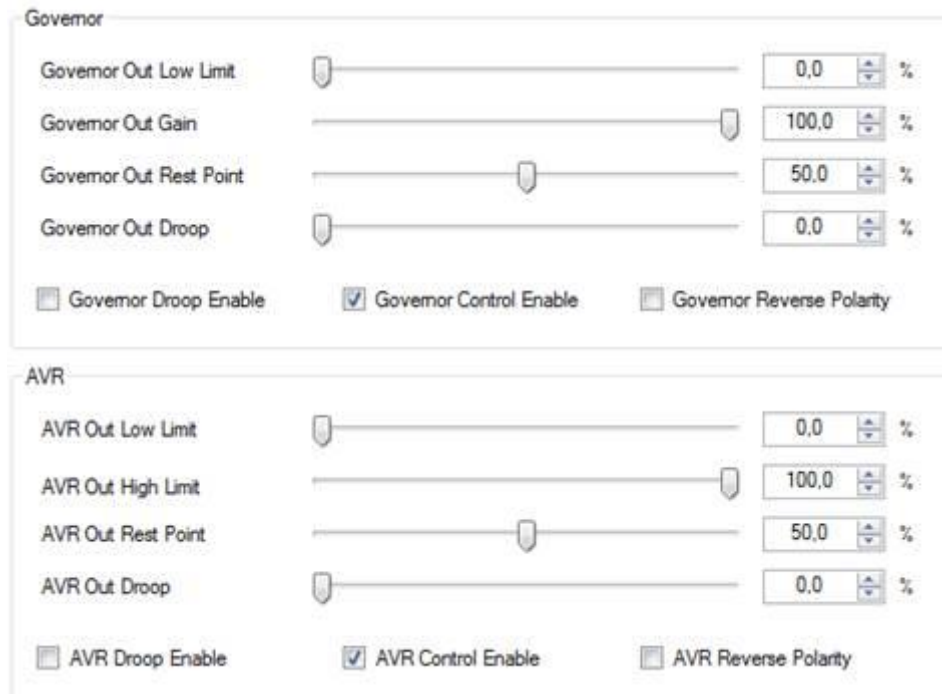 Governor
Governor Out Low Limit 0,0 %
Governor Out Gain 100,0 %
Governor Out Rest Point 50,0 %
Governor Out Droop 0,0 %
Governor Droop Enable Governor Control Enable Governor Reverse Polarity
AVR
AVR Out Low Limit 0,0 %
AVR Out High Limit 100,0 %
AVR Out Rest Point 50,0 %
AVR Out Droop 0,0 %
AVR Droop Enable AVR Control Enable AVR Reverse Polarity